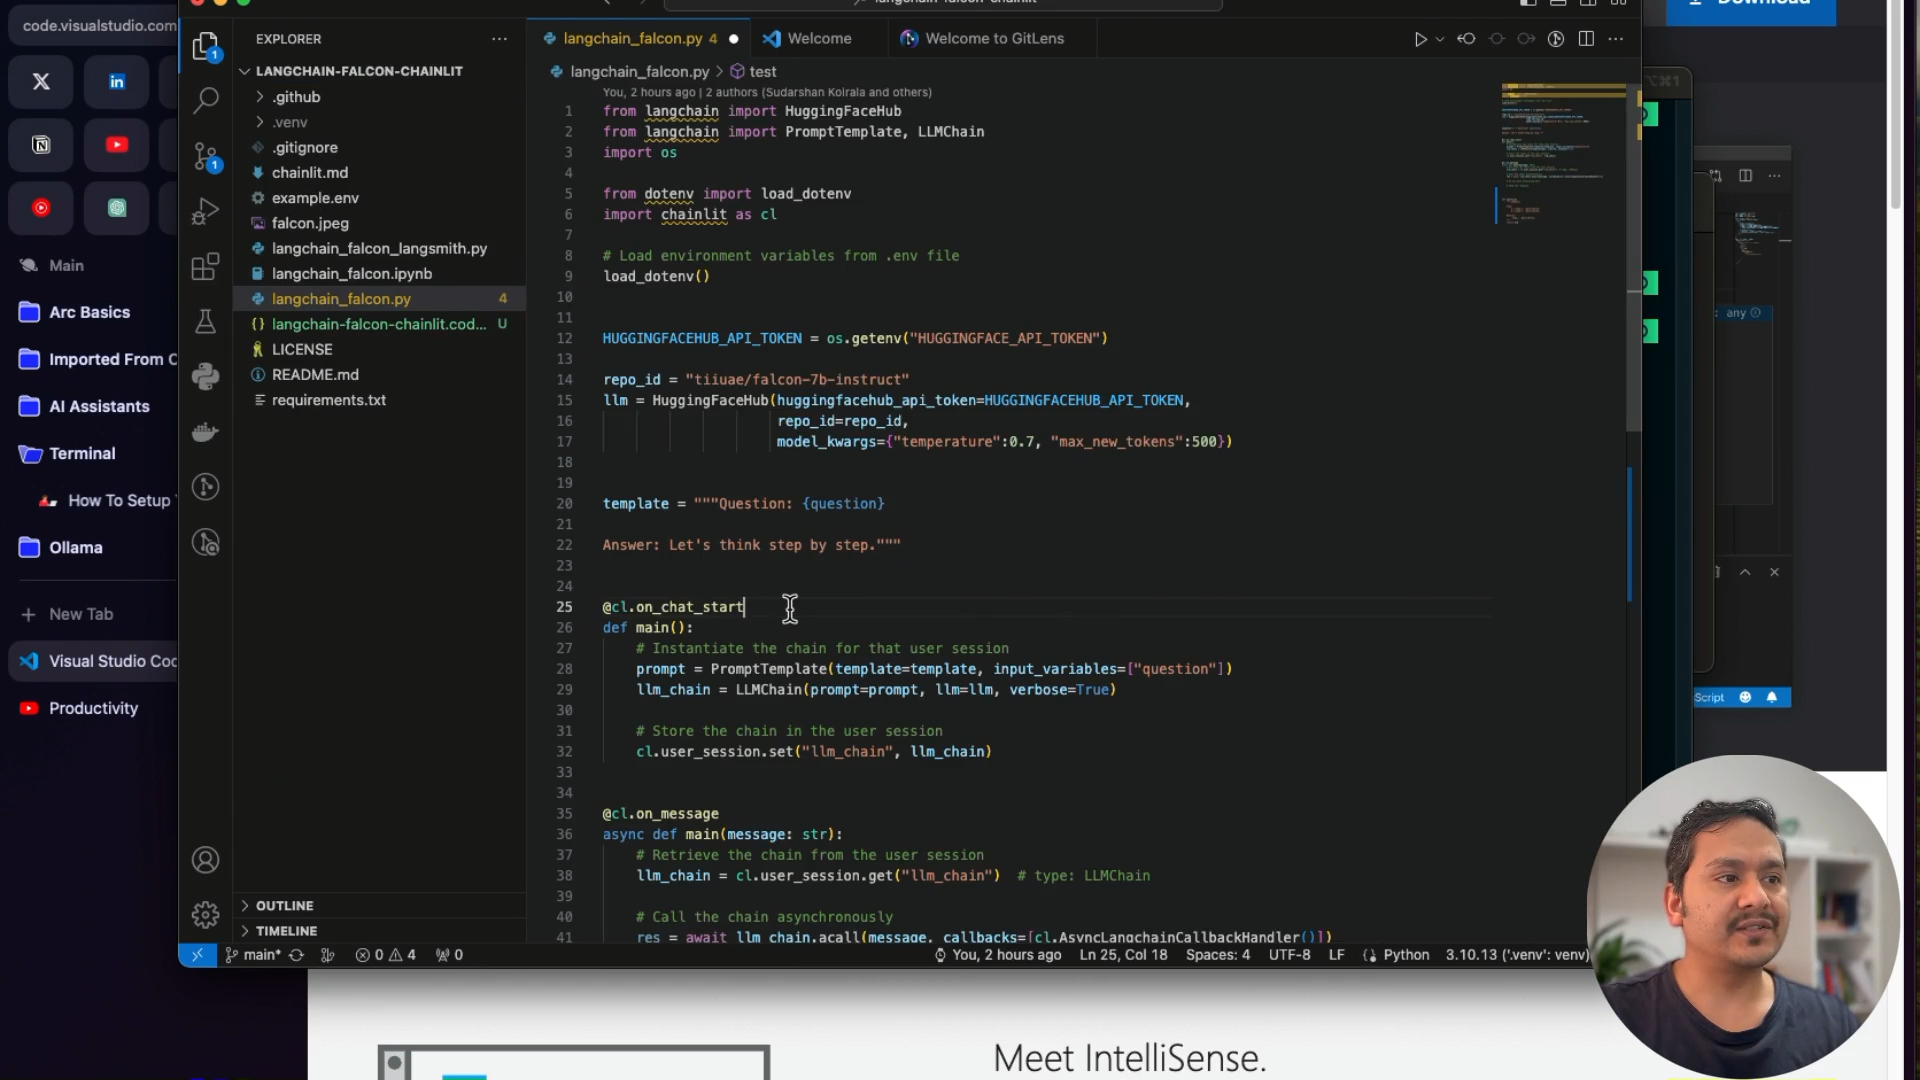 code.visualstudio.com
Main
Arc Basics
Imported From C
AI Assistants
Terminal
How To Setup
Ollama
New Tab
Visual Studio Coc
Productivity
langchain-falcon-chainlit
Download
EXPLORER
LANGCHAIN-FALCON-CHAINLIT
.github
.venv
.gitignore
chainlit.md
example.env
falcon.jpeg
langchain_falcon_langsmith.py
langchain_falcon.ipynb
langchain_falcon.py 4
langchain-falcon-chainlit.cod... U
LICENSE
README.md
requirements.txt
OUTLINE
TIMELINE
langchain_falcon.py 4
Welcome
Welcome to GitLens
langchain_falcon.py > test
You, 2 hours ago | 2 authors (Sudarshan Koirala and others)
1 from langchain import HuggingFaceHub
2 from langchain import PromptTemplate, LLMChain
3 import os
4
5 from dotenv import load_dotenv
6 import chainlit as cl
7
8 # Load environment variables from .env file
9 load_dotenv()
10
11
12 HUGGINGFACEHUB_API_TOKEN = os.getenv("HUGGINGFACE_API_TOKEN")
13
14 repo_id = "tiiuae/falcon-7b-instruct"
15 llm = HuggingFaceHub(huggingfacehub_api_token=HUGGINGFACEHUB_API_TOKEN,
16 repo_id=repo_id,
17 model_kwargs={"temperature":0.7, "max_new_tokens":500})
18
19
20 template = """Question: {question}
21
22 Answer: Let's think step by step."""
23
24
25 @cl.on_chat_start
26 def main():
27 # Instantiate the chain for that user session
28 prompt = PromptTemplate(template=template, input_variables=["question"])
29 llm_chain = LLMChain(prompt=prompt, llm=llm, verbose=True)
30
31 # Store the chain in the user session
32 cl.user_session.set("llm_chain", llm_chain)
33
34
35 @cl.on_message
36 async def main(message: str):
37 # Retrieve the chain from the user session
38 llm_chain = cl.user_session.get("llm_chain") # type: LLMChain
39
40 # Call the chain asynchronously
41 res = await llm_chain.acall(message, callbacks=[cl.AsyncLangchainCallbackHandler()])
main* 0 4 0 You, 2 hours ago Ln 25, Col 18 Spaces: 4 UTF-8 LF Python 3.10.13 ('.venv': venv)
⌥⌘1
: any
Script
Meet IntelliSense.